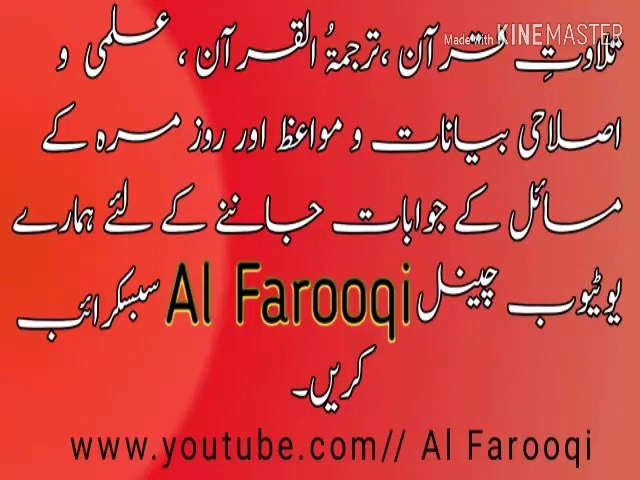 Made with KINEMASTER
تلاوتِ قرآن ،ترجمۃُ القرآن ، علمی و
اصلاحی بیانات و مواعظ اور روز مرہ کے
مسائل کے جوابات جاننے کے لئے ہمارے
یوٹیوب چینل Al Farooqi سبسکرائب
کریں۔
www.youtube.com// Al Farooqi